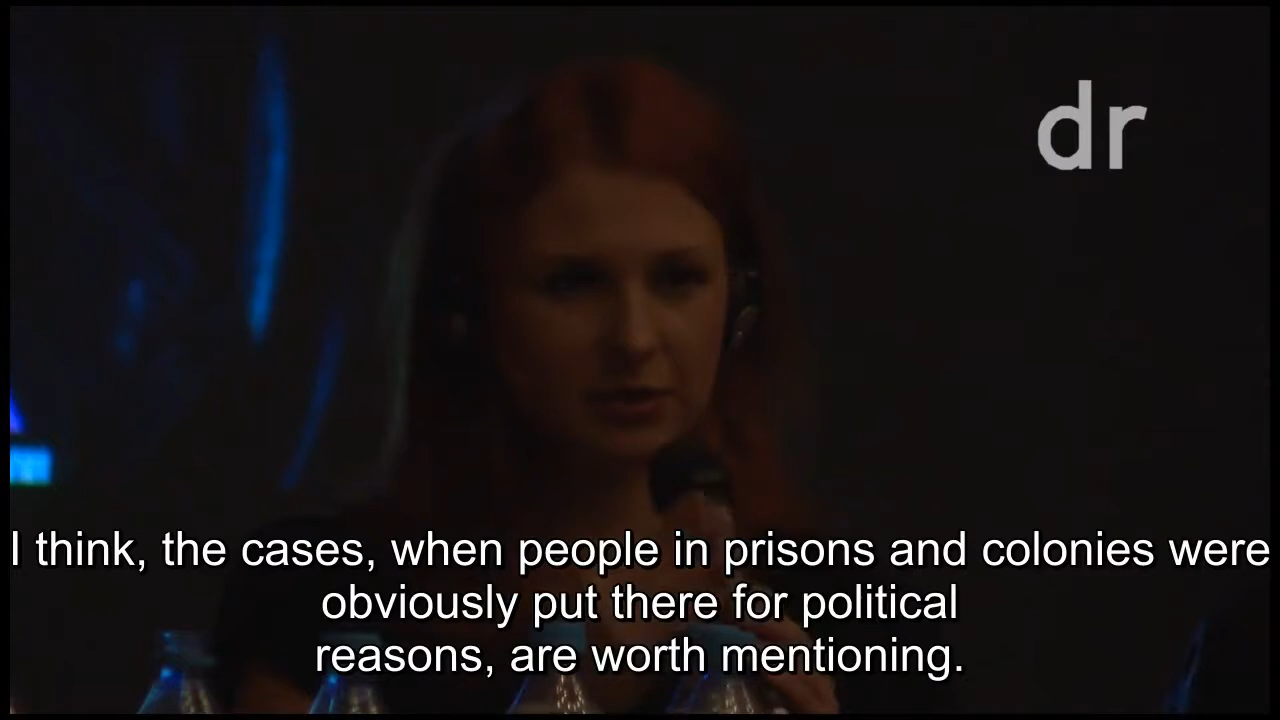 dr
I think, the cases, when people in prisons and colonies were
obviously put there for political
reasons, are worth mentioning.